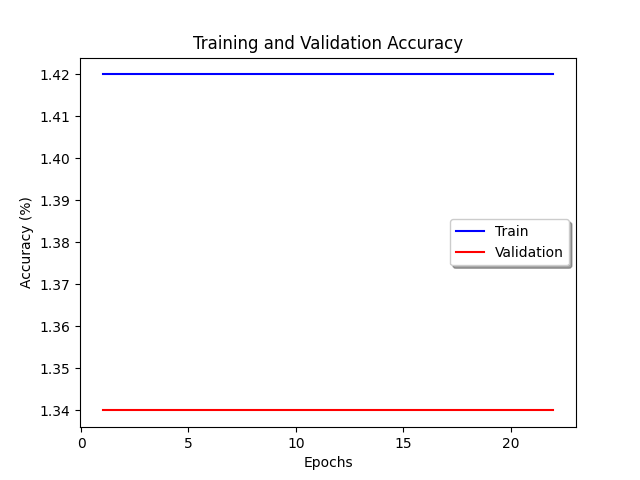 Training and Validation Accuracy
1.42
1.41
1.40
1.39
1.38
1.37
1.36
1.35
1.34
Accuracy (%)
Train
Validation
0 5 10 15 20
Epochs